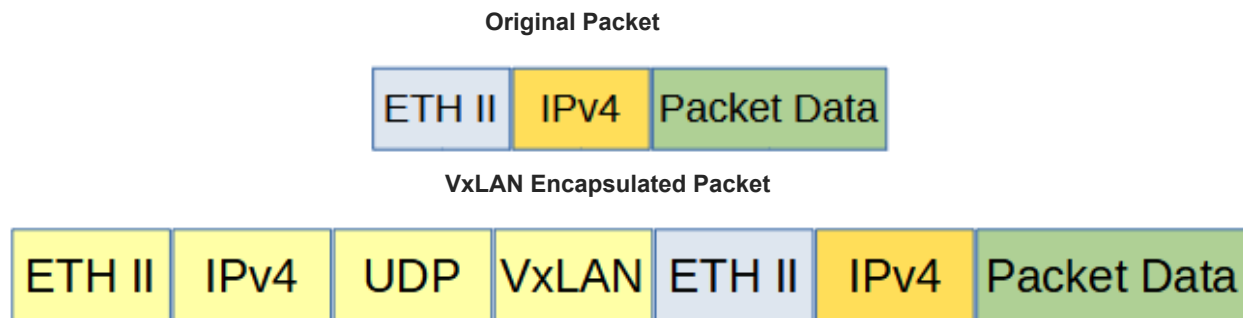 Original Packet
ETH II IPv4 Packet Data
VxLAN Encapsulated Packet
ETH II IPv4 UDP VxLAN ETH II IPv4 Packet Data